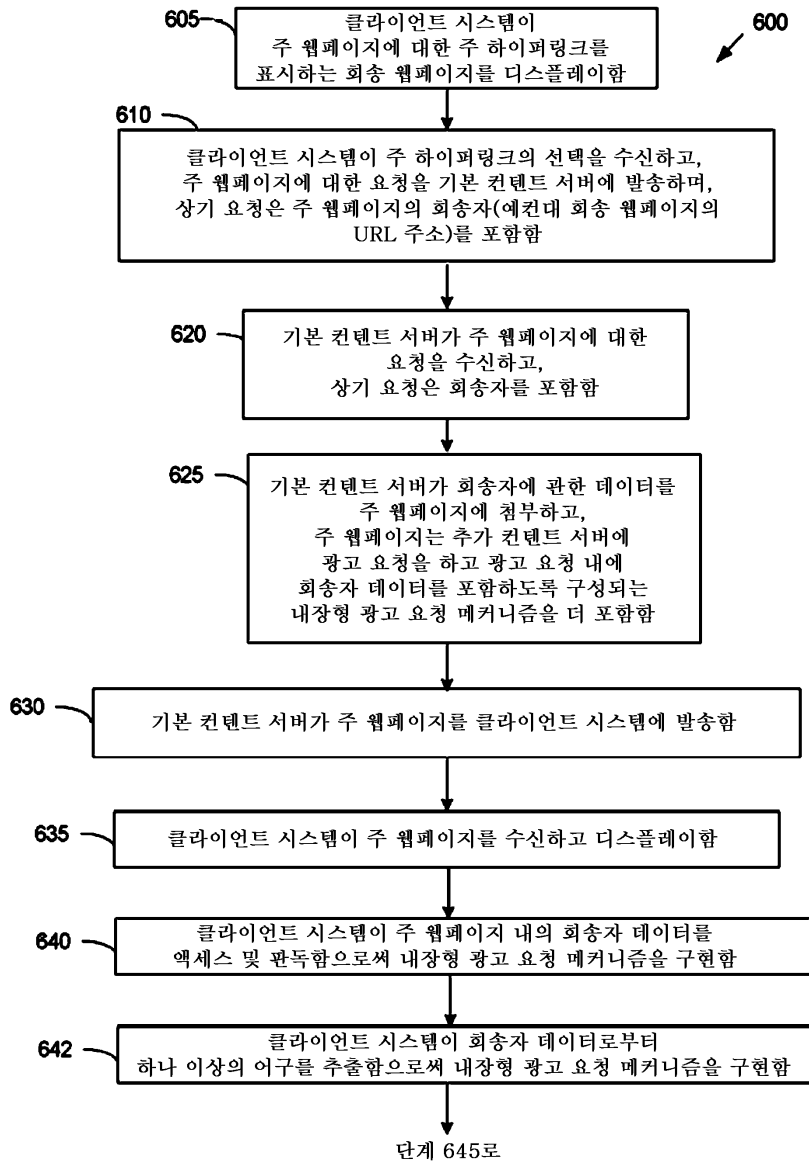 605
클라이언트 시스템이
주 웹페이지에 대한 주 하이퍼링크를
표시하는 회송 웹페이지를 디스플레이함
600
610
클라이언트 시스템이 주 하이퍼링크의 선택을 수신하고,
주 웹페이지에 대한 요청을 기본 컨텐트 서버에 발송하며,
상기 요청은 주 웹페이지의 회송자(예컨대 회송 웹페이지의
URL 주소)를 포함함
620
기본 컨텐트 서버가 주 웹페이지에 대한
요청을 수신하고,
상기 요청은 회송자를 포함함
625
기본 컨텐트 서버가 회송자에 관한 데이터를
주 웹페이지에 첨부하고,
주 웹페이지는 추가 컨텐트 서버에
광고 요청을 하고 광고 요청 내에
회송자 데이터를 포함하도록 구성되는
내장형 광고 요청 메커니즘을 더 포함함
630
기본 컨텐트 서버가 주 웹페이지를 클라이언트 시스템에 발송함
635
클라이언트 시스템이 주 웹페이지를 수신하고 디스플레이함
640
클라이언트 시스템이 주 웹페이지 내의 회송자 데이터를
액세스 및 판독함으로써 내장형 광고 요청 메커니즘을 구현함
642
클라이언트 시스템이 회송자 데이터로부터
하나 이상의 어구를 추출함으로써 내장형 광고 요청 메커니즘을 구현함
단계 645로